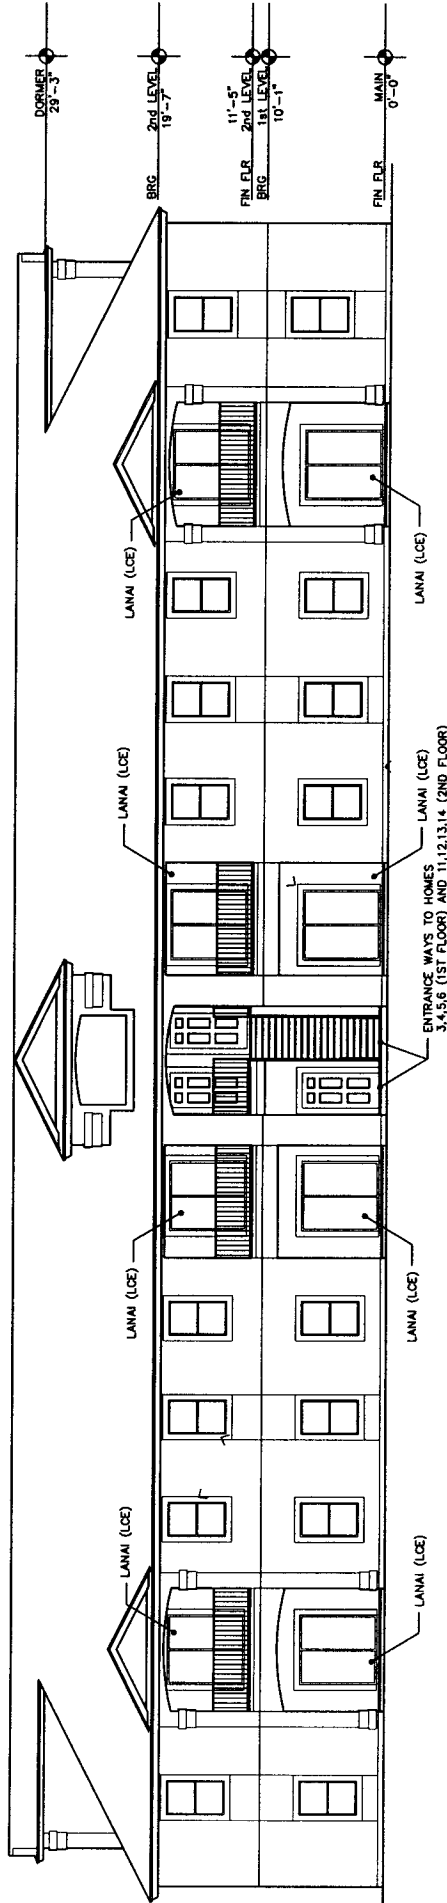 DORMER
29'-3"
BRG
2nd LEVEL
19'-7"
FIN FLR
11'-5"
2nd LEVEL
BRG
1st LEVEL
10'-1"
FIN FLR
MAIN
0'-0"
LANAI (LCE)
LANAI (LCE)
LANAI (LCE)
LANAI (LCE)
LANAI (LCE)
LANAI (LCE)
LANAI (LCE)
LANAI (LCE)
ENTRANCE WAYS TO HOMES
3,4,5,6 (1ST FLOOR) AND 11,12,13,14 (2ND FLOOR)